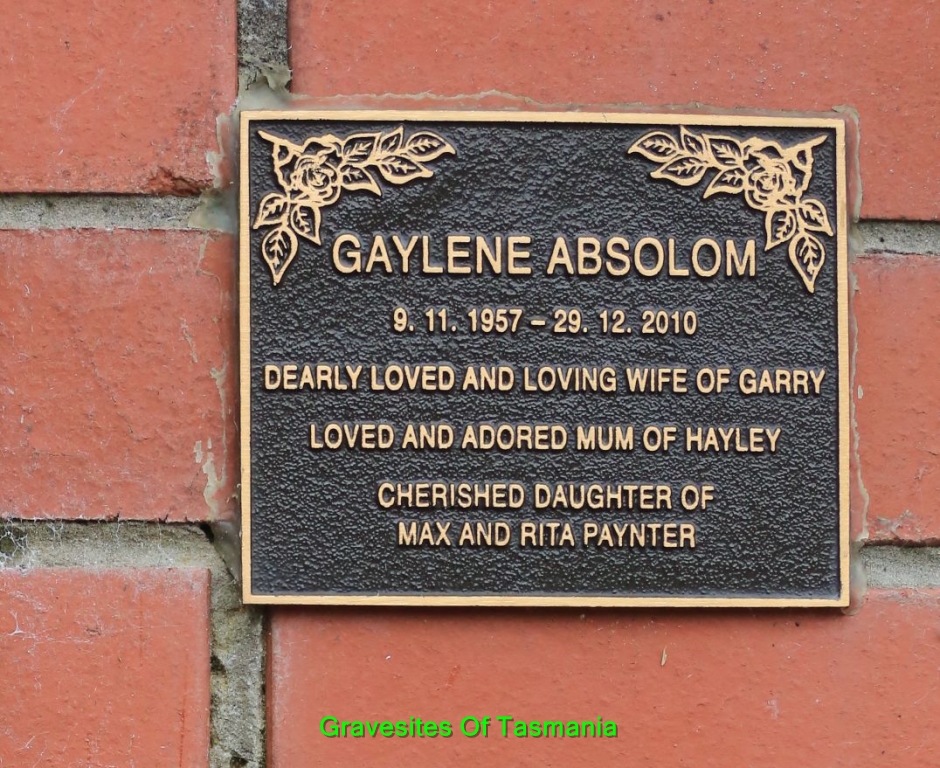 GAYLENE ABSOLOM
9. 11. 1957 – 29. 12. 2010
DEARLY LOVED AND LOVING WIFE OF GARRY
LOVED AND ADORED MUM OF HAYLEY
CHERISHED DAUGHTER OF
MAX AND RITA PAYNTER
Gravesites Of Tasmania